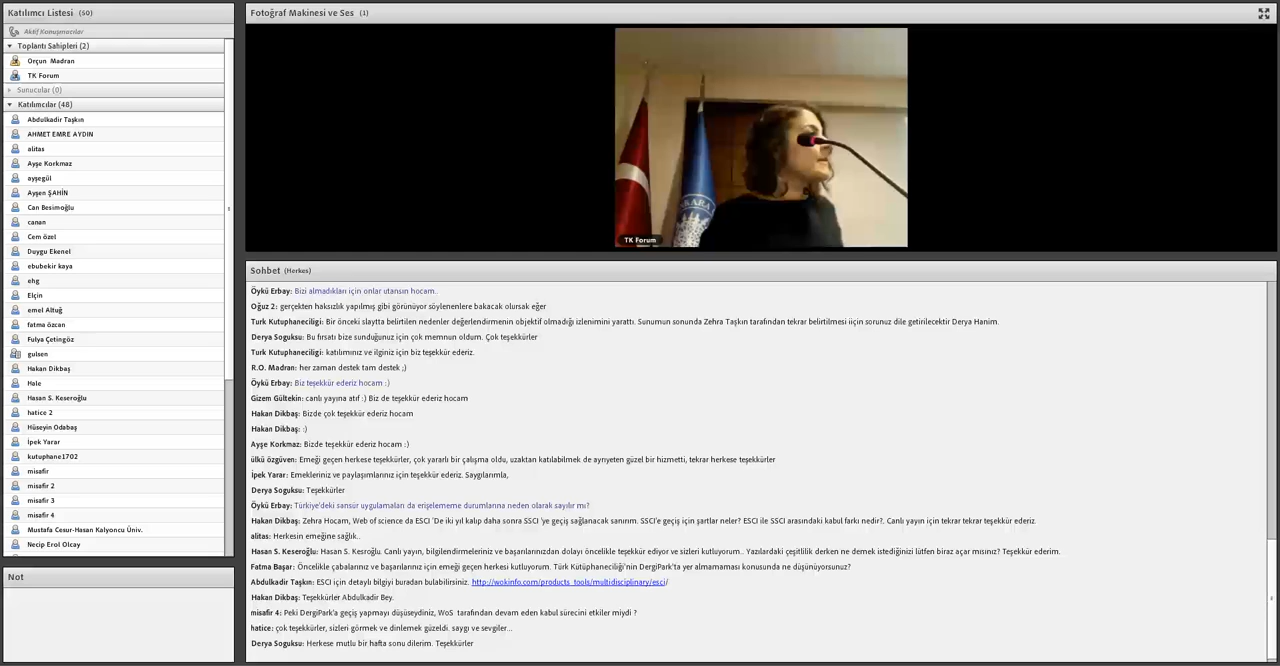 Katılımcı Listesi (50)
Aktif Konuşmacılar
Toplantı Sahipleri (2)
Orçun Madran
TK Forum
Sunucular (0)
Katılımcılar (48)
Abdulkadir Taşkın
AHMET EMRE AYDIN
alitas
Ayşe Korkmaz
ayşegül
Ayşen ŞAHİN
Can Besimoğlu
canan
Cem özel
Duygu Ekenel
ebubekir kaya
ehg
Elçin
emel Altuğ
fatma özcan
Fulya Çetingöz
gulsen
Hakan Dikbaş
Hale
Hasan S. Keseroğlu
hatice 2
Hüseyin Odabaş
İpek Yarar
kutuphane1702
misafir
misafir 2
misafir 3
misafir 4
Mustafa Cesur-Hasan Kalyoncu Üniv.
Necip Erol Olcay
Not
Fotoğraf Makinesi ve Ses (1)
ANKARA
TK Forum
Sohbet (Herkes)
Öykü Erbay: Bizi almadıkları için onlar utansın hocam..
Oğuz 2: gerçekten haksızlık yapılmış gibi görünüyor söylenenlere bakacak olursak eğer
Turk Kutuphaneciligi: Bir önceki slaytta belirtilen nedenler değerlendirmenin objektif olmadığı izlenimini yarattı. Sunumun sonunda Zehra Taşkın tarafından tekrar belirtilmesi iiçin sorunuz dile getirilecektir Derya Hanim.
Derya Soguksu: Bu fırsatı bize sunduğunuz için çok memnun oldum. Çok teşekkürler
Turk Kutuphaneciligi: katılımınız ve ilginiz için biz teşekkür ederiz.
R.O. Madran: her zaman destek tam destek ;)
Öykü Erbay: Biz teşekkür ederiz hocam :)
Gizem Gültekin: canlı yayına atıf :) Biz de teşekkür ederiz hocam
Hakan Dikbaş: Bizde çok teşekkür ederiz hocam
Hakan Dikbaş: :)
Ayşe Korkmaz: Bizde teşekkür ederiz hocam :)
ülkü özgüven: Emeği geçen herkese teşekkürler, çok yararlı bir çalışma oldu, uzaktan katılabilmek de ayrıyeten güzel bir hizmetti, tekrar herkese teşekkürler
İpek Yarar: Emekleriniz ve paylaşımlarınız için teşekkür ederiz. Saygılarımla,
Derya Soguksu: Teşekkürler
Öykü Erbay: Türkiye'deki sansür uygulamaları da erişelememe durumlarına neden olarak sayılır mı?
Hakan Dikbaş: Zehra Hocam, Web of science da ESCI 'De iki yıl kalıp daha sonra SSCI 'ye geçiş sağlanacak sanırım. SSCI'e geçiş için şartlar neler? ESCI ile SSCI arasındaki kabul farkı nedir?. Canlı yayın için tekrar tekrar teşekkür ederiz.
alitas: Herkesin emeğine sağlık..
Hasan S. Keseroğlu: Hasan S. Kesroğlu. Canlı yayın, bilgilendirmeleriniz ve başarılarınızdan dolayı öncelikle teşekkür ediyor ve sizleri kutluyorum.. Yazılardaki çeşitlilik derken ne demek istediğinizi lütfen biraz açar mısınız? Teşekkür ederim.
Fatma Başar: Öncelikle çabalarınız ve başarılarınız için emeği geçen herkesi kutluyorum. Türk Kütüphaneciliği'nin DergiPark'ta yer almamaması konusunda ne düşünüyorsunuz?
Abdulkadir Taşkın: ESCI için detaylı bilgiyi buradan bulabilirsiniz. http://wokinfo.com/products_tools/multidisciplinary/esci/
Hakan Dikbaş: Teşekkürler Abdulkadir Bey.
misafir 4: Peki DergiPark'a geçiş yapmayı düşüseydiniz, WoS tarafından devam eden kabul sürecini etkiler miydi ?
hatice: çok teşekkürler, sizleri görmek ve dinlemek güzeldi. saygı ve sevgiler...
Derya Soguksu: Herkese mutlu bir hafta sonu dilerim. Teşekkürler